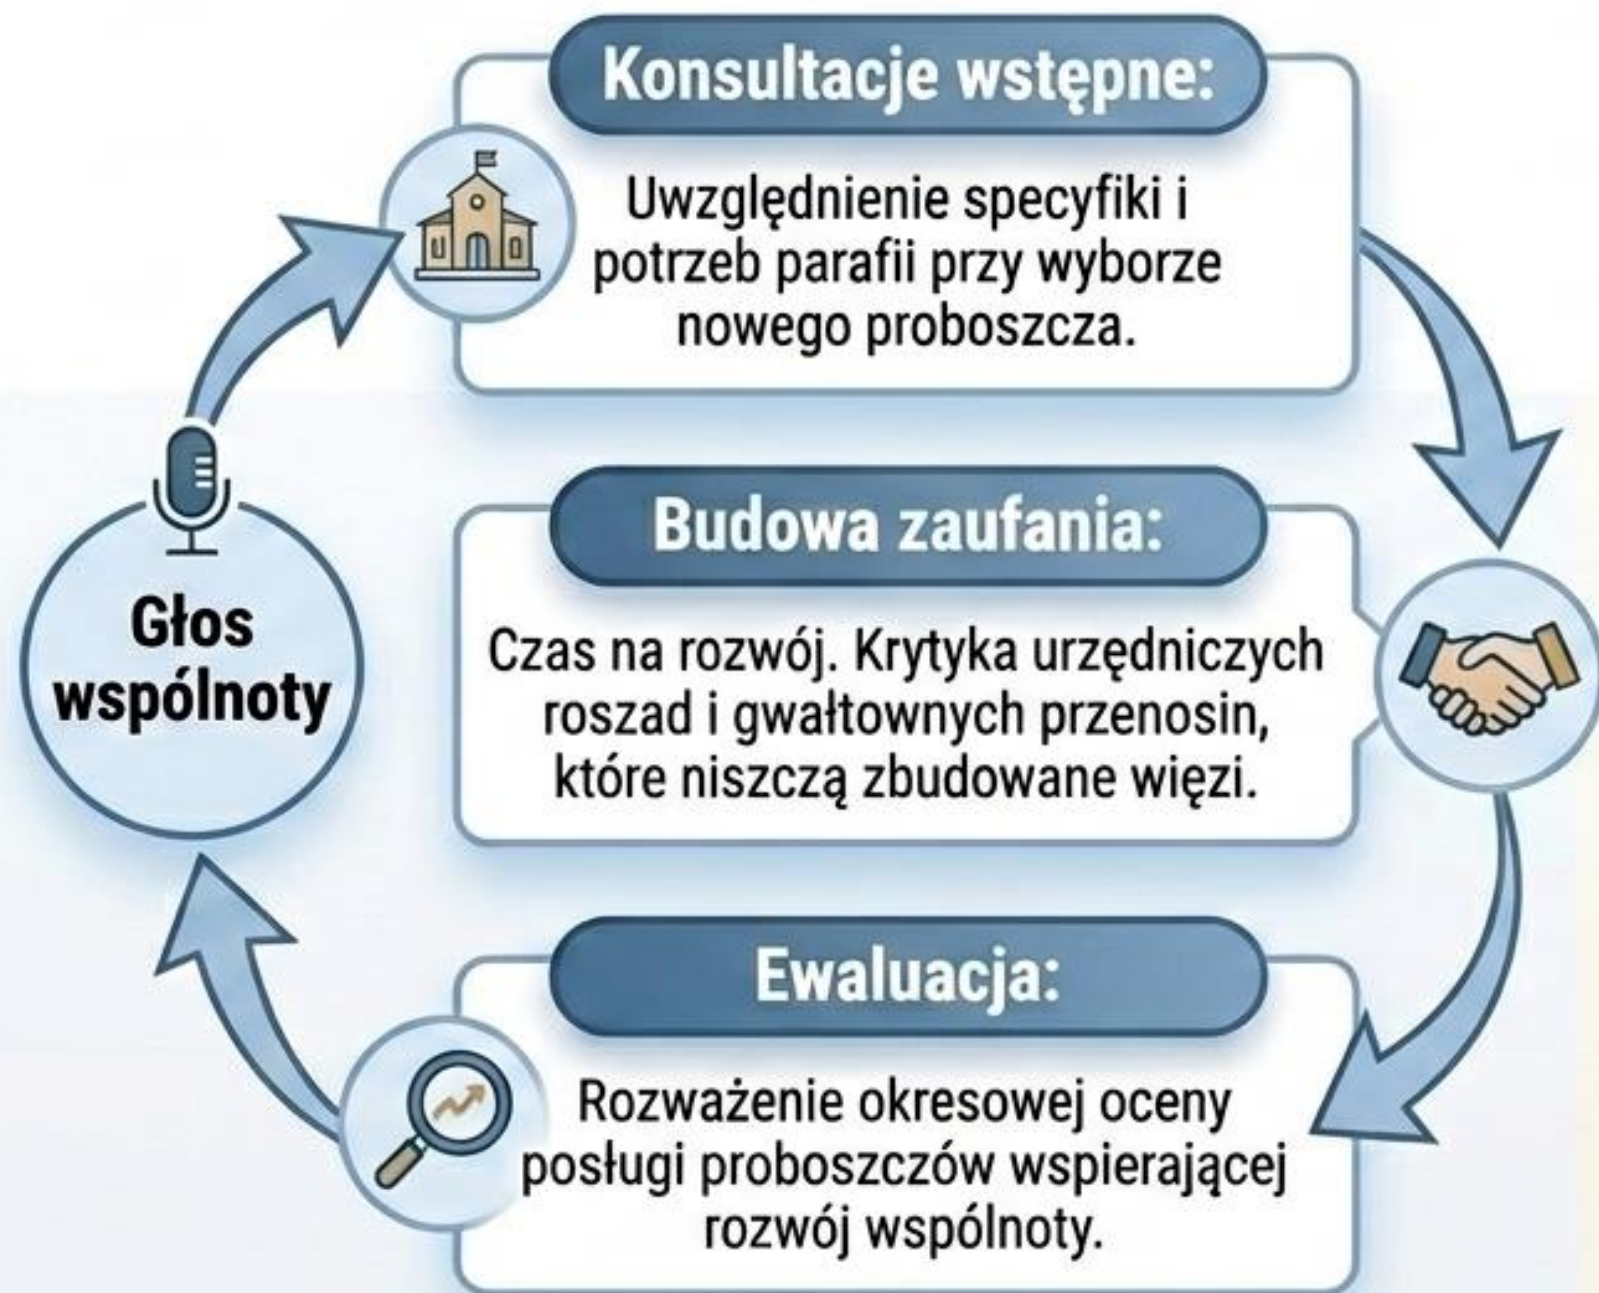 Konsultacje wstępne:
Uwzględnienie specyfiki i
potrzeb parafii przy wyborze
nowego proboszcza.
Budowa zaufania:
Czas na rozwój. Krytyka urzędniczych
roszad i gwałtownych przenosin,
które niszczą zbudowane więzi.
Głos
wspólnoty
Ewaluacja:
Rozważenie okresowej oceny
posługi proboszczów wspierającej
rozwój wspólnoty.